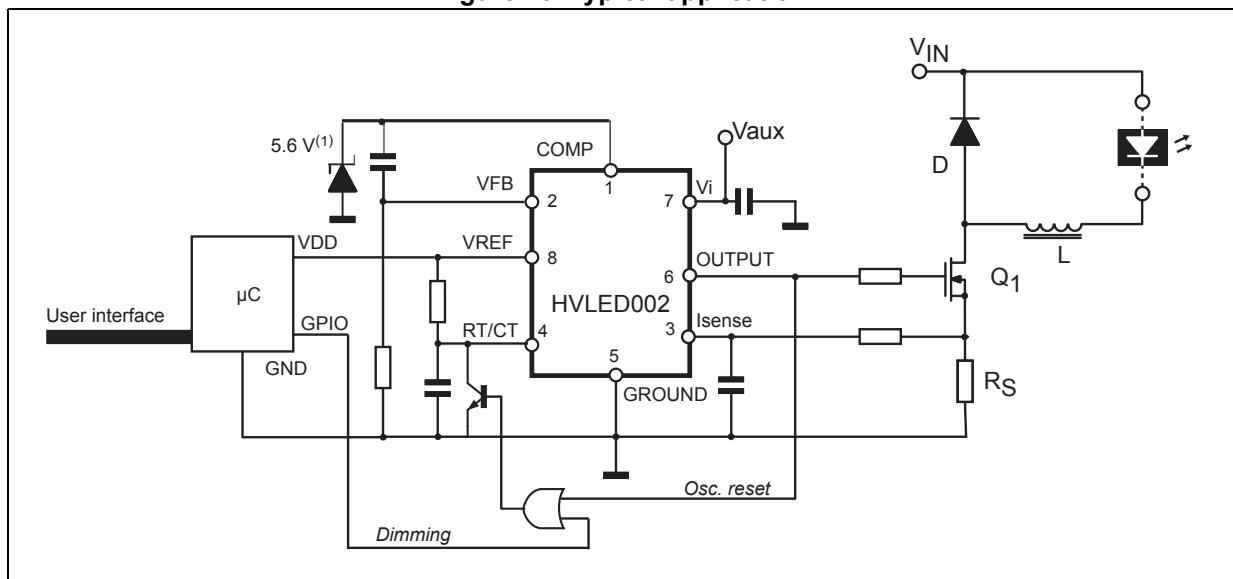 V_IN
5.6 V(1)
COMP
1
Vaux
D
VFB
2
Vi
7
VDD
VREF
8
OUTPUT
6
L
Q1
µC
HVLED002
User interface
GPIO
RT/CT
4
Isense
3
GND
5
GROUND
RS
Osc. reset
Dimming